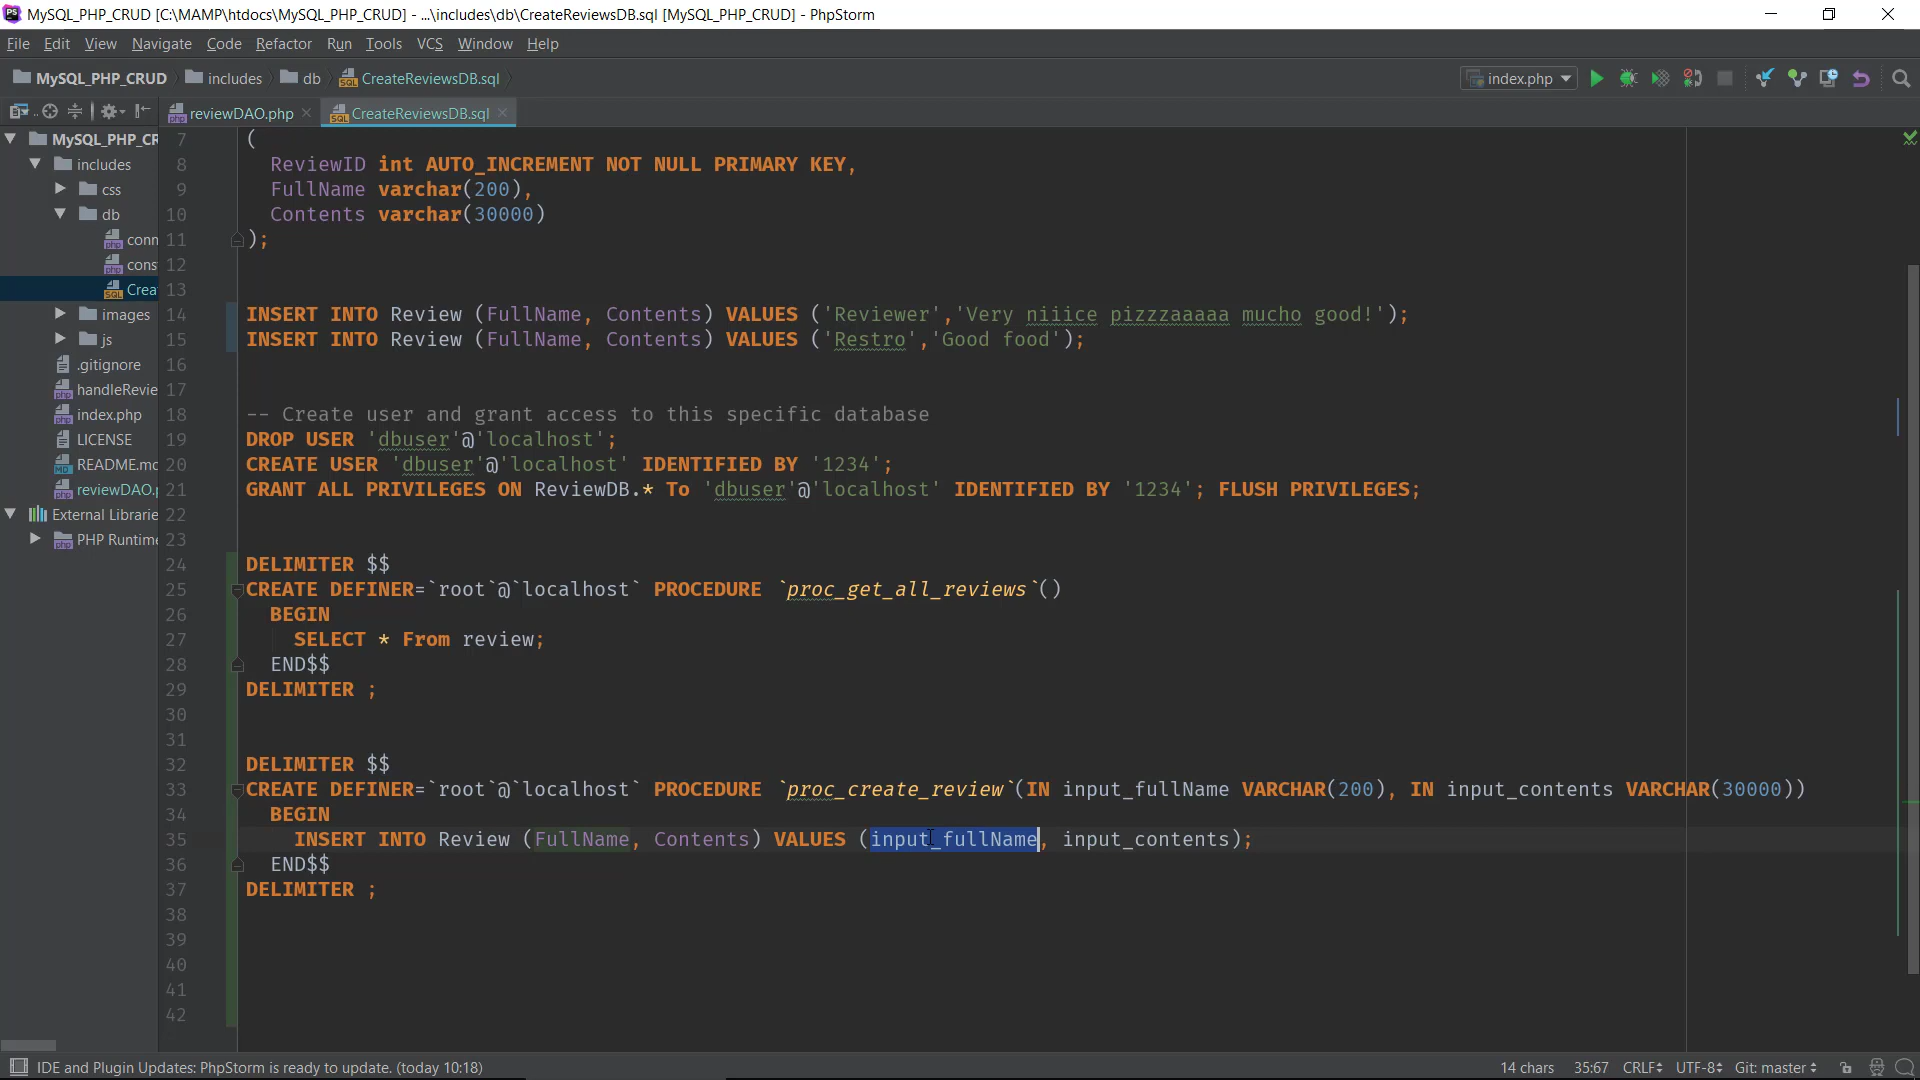 MySQL_PHP_CRUD [C:\MAMP\htdocs\MySQL_PHP_CRUD] - ...\includes\db\CreateReviewsDB.sql [MySQL_PHP_CRUD] - PhpStorm
File Edit View Navigate Code Refactor Run Tools VCS Window Help
MySQL_PHP_CRUD includes db CreateReviewsDB.sql index.php
reviewDAO.php CreateReviewsDB.sql
MySQL_PHP_CR
includes
css
db
conn
cons
Crea
images
js
.gitignore
handleRevie
index.php
LICENSE
README.md
reviewDAO.p
External Librarie
PHP Runtime
7 (
8 ReviewID int AUTO_INCREMENT NOT NULL PRIMARY KEY,
9 FullName varchar(200),
10 Contents varchar(30000)
11 );
12
13
14 INSERT INTO Review (FullName, Contents) VALUES ('Reviewer','Very niiice pizzzaaaaa mucho good!');
15 INSERT INTO Review (FullName, Contents) VALUES ('Restro','Good food');
16
17
18 -- Create user and grant access to this specific database
19 DROP USER 'dbuser'@'localhost';
20 CREATE USER 'dbuser'@'localhost' IDENTIFIED BY '1234';
21 GRANT ALL PRIVILEGES ON ReviewDB.* To 'dbuser'@'localhost' IDENTIFIED BY '1234'; FLUSH PRIVILEGES;
22
23
24 DELIMITER $$
25 CREATE DEFINER=`root`@`localhost` PROCEDURE `proc_get_all_reviews`()
26 BEGIN
27 SELECT * From review;
28 END$$
29 DELIMITER ;
30
31
32 DELIMITER $$
33 CREATE DEFINER=`root`@`localhost` PROCEDURE `proc_create_review`(IN input_fullName VARCHAR(200), IN input_contents VARCHAR(30000))
34 BEGIN
35 INSERT INTO Review (FullName, Contents) VALUES (input_fullName, input_contents);
36 END$$
37 DELIMITER ;
38
39
40
41
42
IDE and Plugin Updates: PhpStorm is ready to update. (today 10:18) 14 chars 35:67 CRLF UTF-8 Git: master